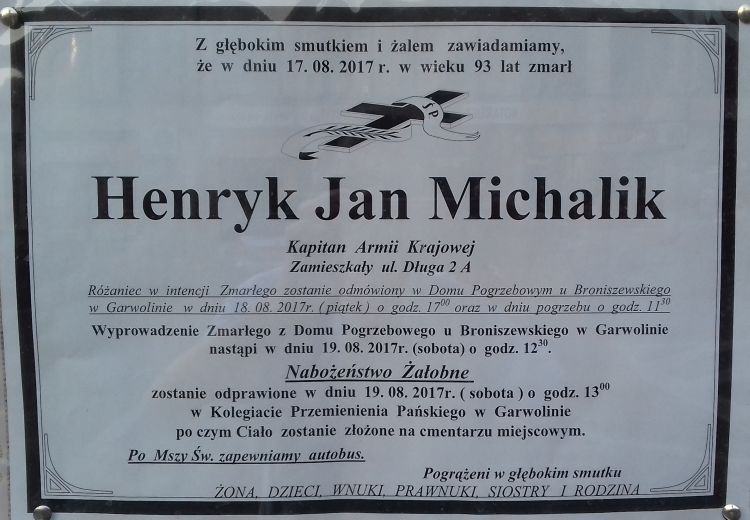 Z głębokim smutkiem i żalem zawiadamiamy,
że w dniu 17.08.2017 r. w wieku 93 lat zmarł
ŚP
Henryk Jan Michalik
Kapitan Armii Krajowej
Zamieszkały ul. Długa 2 A
Różaniec w intencji Zmarłego zostanie odmówiony w Domu Pogrzebowym u Broniszewskiego
w Garwolinie w dniu 18.08.2017r. (piątek) o godz. 17⁰⁰ oraz w dniu pogrzebu o godz. 11³⁰
Wyprowadzenie Zmarłego z Domu Pogrzebowego u Broniszewskiego w Garwolinie
nastąpi w dniu 19.08.2017r. (sobota) o godz. 12³⁰.
Nabożeństwo Żałobne
zostanie odprawione w dniu 19.08.2017r. ( sobota ) o godz. 13⁰⁰
w Kolegiacie Przemienienia Pańskiego w Garwolinie
po czym Ciało zostanie złożone na cmentarzu miejscowym.
Po Mszy Św. zapewniamy autobus.
Pogrążeni w głębokim smutku
ŻONA, DZIECI, WNUKI, PRAWNUKI, SIOSTRY I RODZINA